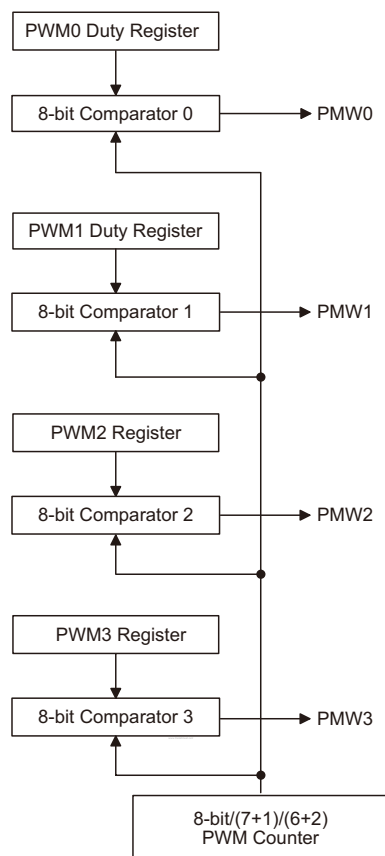 PWM0 Duty Register
8-bit Comparator 0
PMW0
PWM1 Duty Register
8-bit Comparator 1
PMW1
PWM2 Register
8-bit Comparator 2
PMW2
PWM3 Register
8-bit Comparator 3
PMW3
8-bit/(7+1)/(6+2)
PWM Counter